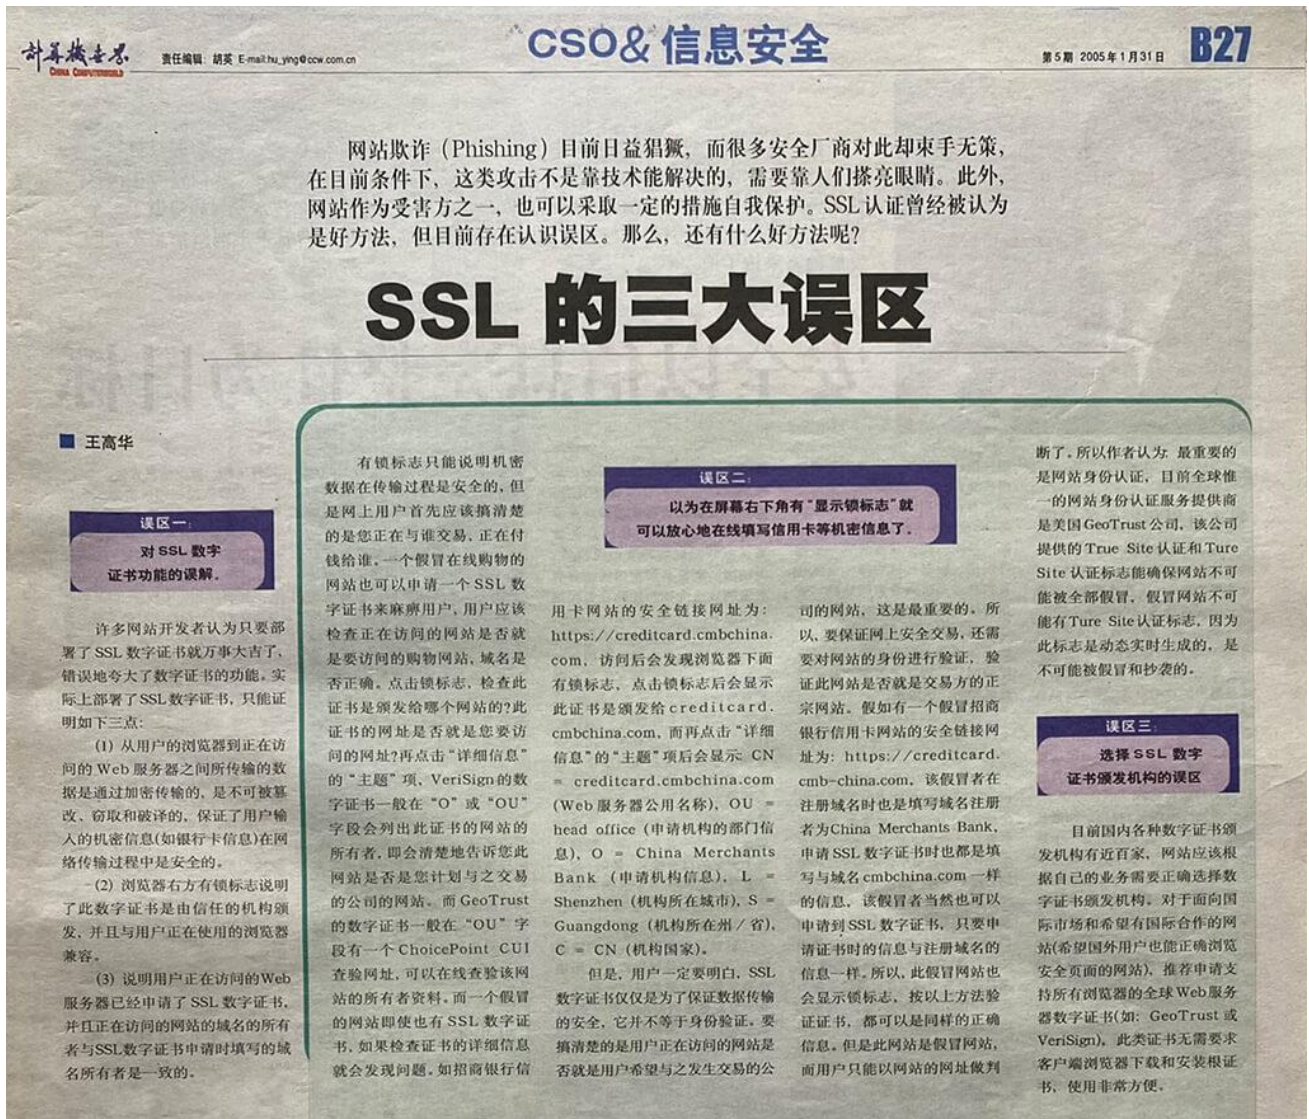 计算机世界
CHINA COMPUTERWORLD
责任编辑：胡英 E-mail:hu_ying@ccw.com.cn
CSO&信息安全
第5期 2005年1月31日
B27
网站欺诈（Phishing）目前日益猖獗，而很多安全厂商对此却束手无策，
在目前条件下，这类攻击不是靠技术能解决的，需要靠人们搽亮眼睛。此外，
网站作为受害方之一，也可以采取一定的措施自我保护。SSL认证曾经被认为
是好方法，但目前存在认识误区。那么，还有什么好方法呢？
SSL 的三大误区
王高华
误区一：
对 SSL 数字
证书功能的误解。
许多网站开发者认为只要部
署了SSL数字证书就万事大吉了，
错误地夸大了数字证书的功能。实
际上部署了SSL数字证书，只能证
明如下三点：
(1) 从用户的浏览器到正在访
问的Web服务器之间所传输的数
据是通过加密传输的，是不可被篡
改、窃取和破译的，保证了用户输
入的机密信息(如银行卡信息)在网
络传输过程中是安全的。
(2) 浏览器右方有锁标志说明
了此数字证书是由信任的机构颁
发、并且与用户正在使用的浏览器
兼容。
(3) 说明用户正在访问的Web
服务器已经申请了SSL数字证书，
并且正在访问的网站的域名的所有
者与SSL数字证书申请时填写的域
名所有者是一致的。
有锁标志只能说明机密
数据在传输过程是安全的，但
是网上用户首先应该搞清楚
的是您正在与谁交易，正在付
钱给谁。一个假冒在线购物的
网站也可以申请一个SSL数
字证书来麻痹用户，用户应该
检查正在访问的网站是否就
是要访问的购物网站，域名是
否正确。点击锁标志，检查此
证书是颁发给哪个网站的?此
证书的网址是否就是您要访
问的网址?再点击“详细信息”
的“主题”项，VeriSign的数
字证书一般在“O”或“OU”
字段会列出此证书的网站的
所有者，即会清楚地告诉您此
网站是否是您计划与之交易
的公司的网站。而GeoTrust
的数字证书一般在“OU”字
段有一个ChoicePoint CUI
查验网址，可以在线查验该网
站的所有者资料。而一个假冒
的网站即使也有SSL数字证
书，如果检查证书的详细信息
就会发现问题。如招商银行信
误区二：
以为在屏幕右下角有“显示锁标志”就
可以放心地在线填写信用卡等机密信息了。
用卡网站的安全链接网址为：
https://creditcard.cmbchina.
com，访问后会发现浏览器下面
有锁标志，点击锁标志后会显示
此证书是颁发给creditcard.
cmbchina.com，而再点击“详细
信息”的“主题”项后会显示：CN
= creditcard.cmbchina.com
(Web服务器公用名称)，OU =
head office (申请机构的部门信
息)，O = China Merchants
Bank (申请机构信息)，L =
Shenzhen (机构所在城市)，S =
Guangdong (机构所在州／省)，
C = CN (机构国家)。
但是，用户一定要明白，SSL
数字证书仅仅是为了保证数据传输
的安全，它并不等于身份验证。要
搞清楚的是用户正在访问的网站是
否就是用户希望与之发生交易的公
司的网站，这是最重要的。所
以，要保证网上安全交易，还需
要对网站的身份进行验证，验
证此网站是否就是交易方的正
宗网站。假如有一个假冒招商
银行信用卡网站的安全链接网
址为：https://creditcard.
cmb-china.com，该假冒者在
注册域名时也是填写域名注册
者为China Merchants Bank，
申请SSL数字证书时也都是填
写与域名cmbchina.com一样
的信息，该假冒者当然也可以
申请到SSL数字证书，只要申
请证书时的信息与注册域名的
信息一样。所以，此假冒网站也
会显示锁标志，按以上方法验
证证书，都可以是同样的正确
信息。但是此网站是假冒网站，
而用户只能以网站的网址做判
断了。所以作者认为：最重要的
是网站身份认证，目前全球惟
一的网站身份认证服务提供商
是美国GeoTrust公司，该公司
提供的True Site认证和Ture
Site认证标志能确保网站不可
能被全部假冒，假冒网站不可
能有Ture Site认证标志，因为
此标志是动态实时生成的，是
不可能被假冒和抄袭的。
误区三：
选择 SSL 数字
证书颁发机构的误区
目前国内各种数字证书颁
发机构有近百家，网站应该根
据自己的业务需要正确选择数
字证书颁发机构。对于面向国
际市场和希望有国际合作的网
站(希望国外用户也能正确浏览
安全页面的网站)，推荐申请支
持所有浏览器的全球Web服务
器数字证书(如：GeoTrust或
VeriSign)，此类证书无需要求
客户端浏览器下载和安装根证
书，使用非常方便。